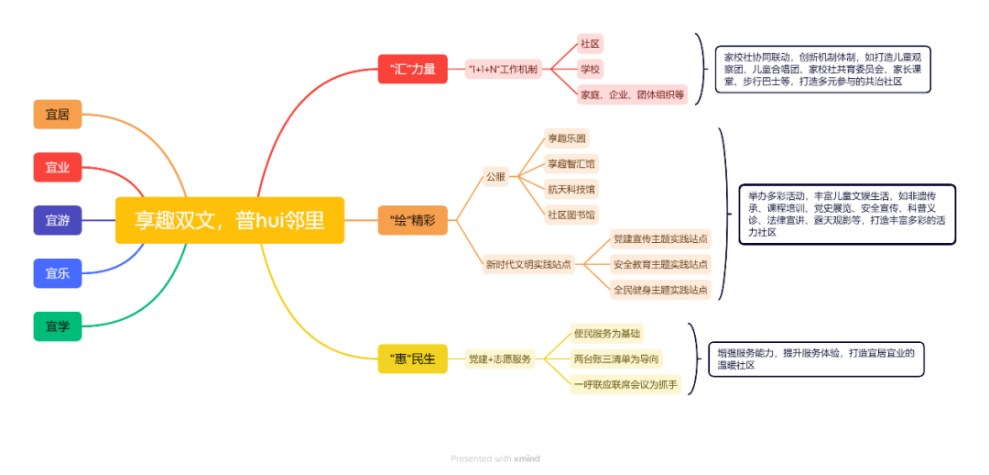 享趣双文，普hui邻里
宜居
宜业
宜游
宜乐
宜学
"汇"力量
"1+1+N"工作机制
社区
学校
家庭、企业、团体组织等
家校社协同联动，创新机制体制，如打造儿童观
察团、儿童合唱团、家校社共育委员会、家长课
堂、步行巴士等，打造多元参与的共治社区
"绘"精彩
公服
享趣乐园
享趣智汇馆
航天科技馆
社区图书馆
新时代文明实践站点
党建宣传主题实践站点
安全教育主题实践站点
全民健身主题实践站点
举办多彩活动，丰富儿童文娱生活，如非遗传
承、课程培训、党史展览、安全宣传、科普义
诊、法律宣讲、露天观影等，打造丰富多彩的活
力社区
"惠"民生
党建+志愿服务
便民服务为基础
两台账三清单为导向
一呼联应联席会议为抓手
增强服务能力，提升服务体验，打造宜居宜业的
温暖社区
Presented with xmind